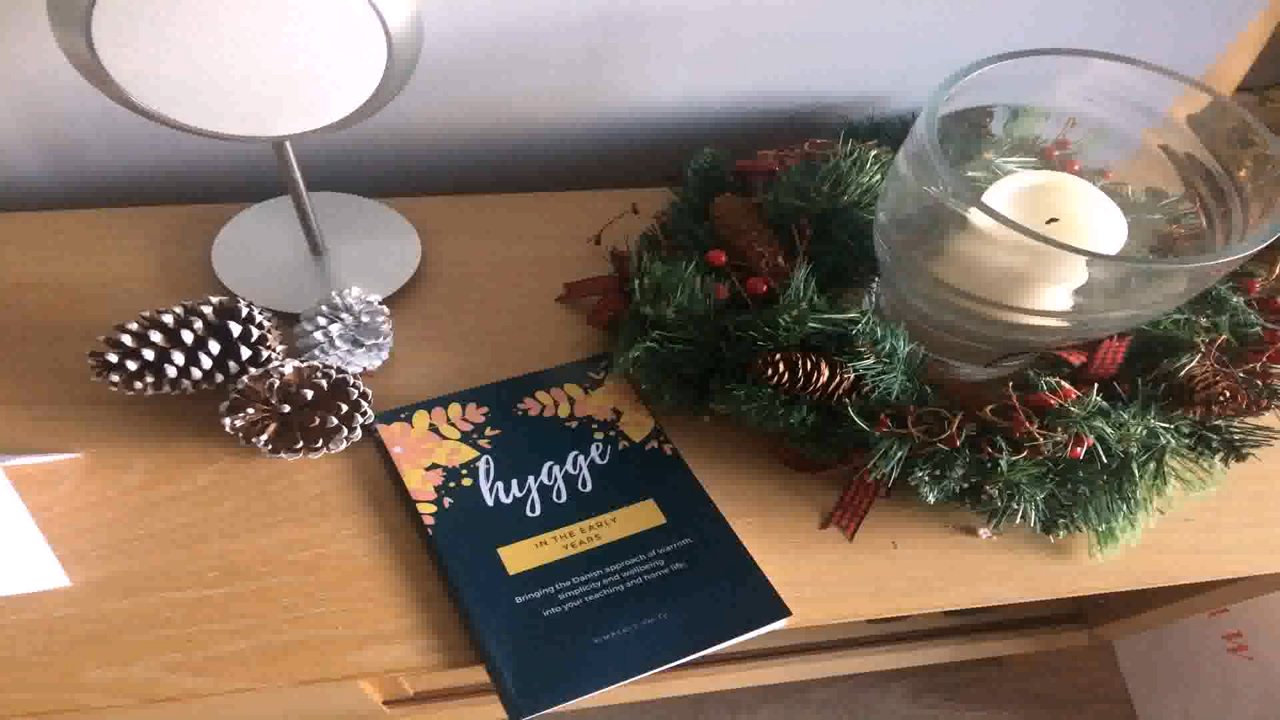 hygge
IN THE EARLY
YEARS
Bringing the Danish approach of warmth,
simplicity and wellbeing
into your teaching and home life.
W